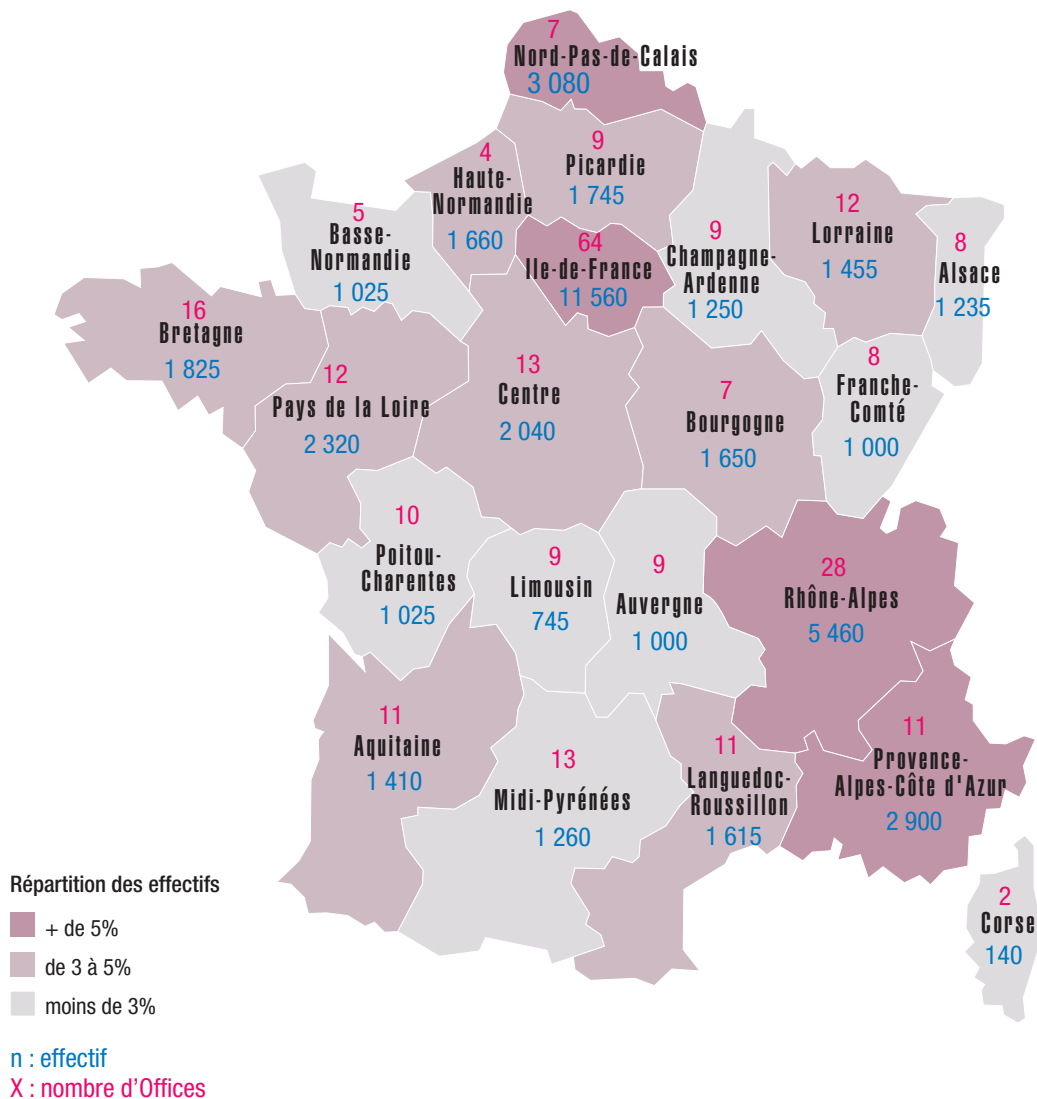 7
Nord-Pas-de-Calais
3 080
9
Picardie
1 745
4
Haute-
Normandie
1 660
5
Basse-
Normandie
1 025
64
Ile-de-France
11 560
9
Champagne-
Ardenne
1 250
12
Lorraine
1 455
8
Alsace
1 235
16
Bretagne
1 825
12
Pays de la Loire
2 320
13
Centre
2 040
7
Bourgogne
1 650
8
Franche-
Comté
1 000
10
Poitou-
Charentes
1 025
9
Limousin
745
9
Auvergne
1 000
28
Rhône-Alpes
5 460
11
Aquitaine
1 410
13
Midi-Pyrénées
1 260
11
Languedoc-
Roussillon
1 615
11
Provence-
Alpes-Côte d'Azur
2 900
2
Corse
140
Répartition des effectifs
+ de 5%
de 3 à 5%
moins de 3%
n : effectif
X : nombre d’Offices